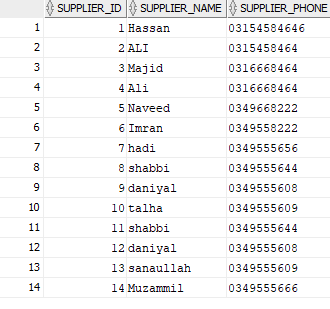 SUPPLIER_ID SUPPLIER_NAME SUPPLIER_PHONE
1 1 Hassan 03154584646
2 2 ALI 0315458464
3 3 Majid 0316668464
4 4 Ali 0316668464
5 5 Naveed 0349668222
6 6 Imran 0349558222
7 7 hadi 0349555656
8 8 shabbi 0349555644
9 9 daniyal 0349555608
10 10 talha 0349555609
11 11 shabbi 0349555644
12 12 daniyal 0349555608
13 13 sanaullah 0349555609
14 14 Muzammil 0349555666